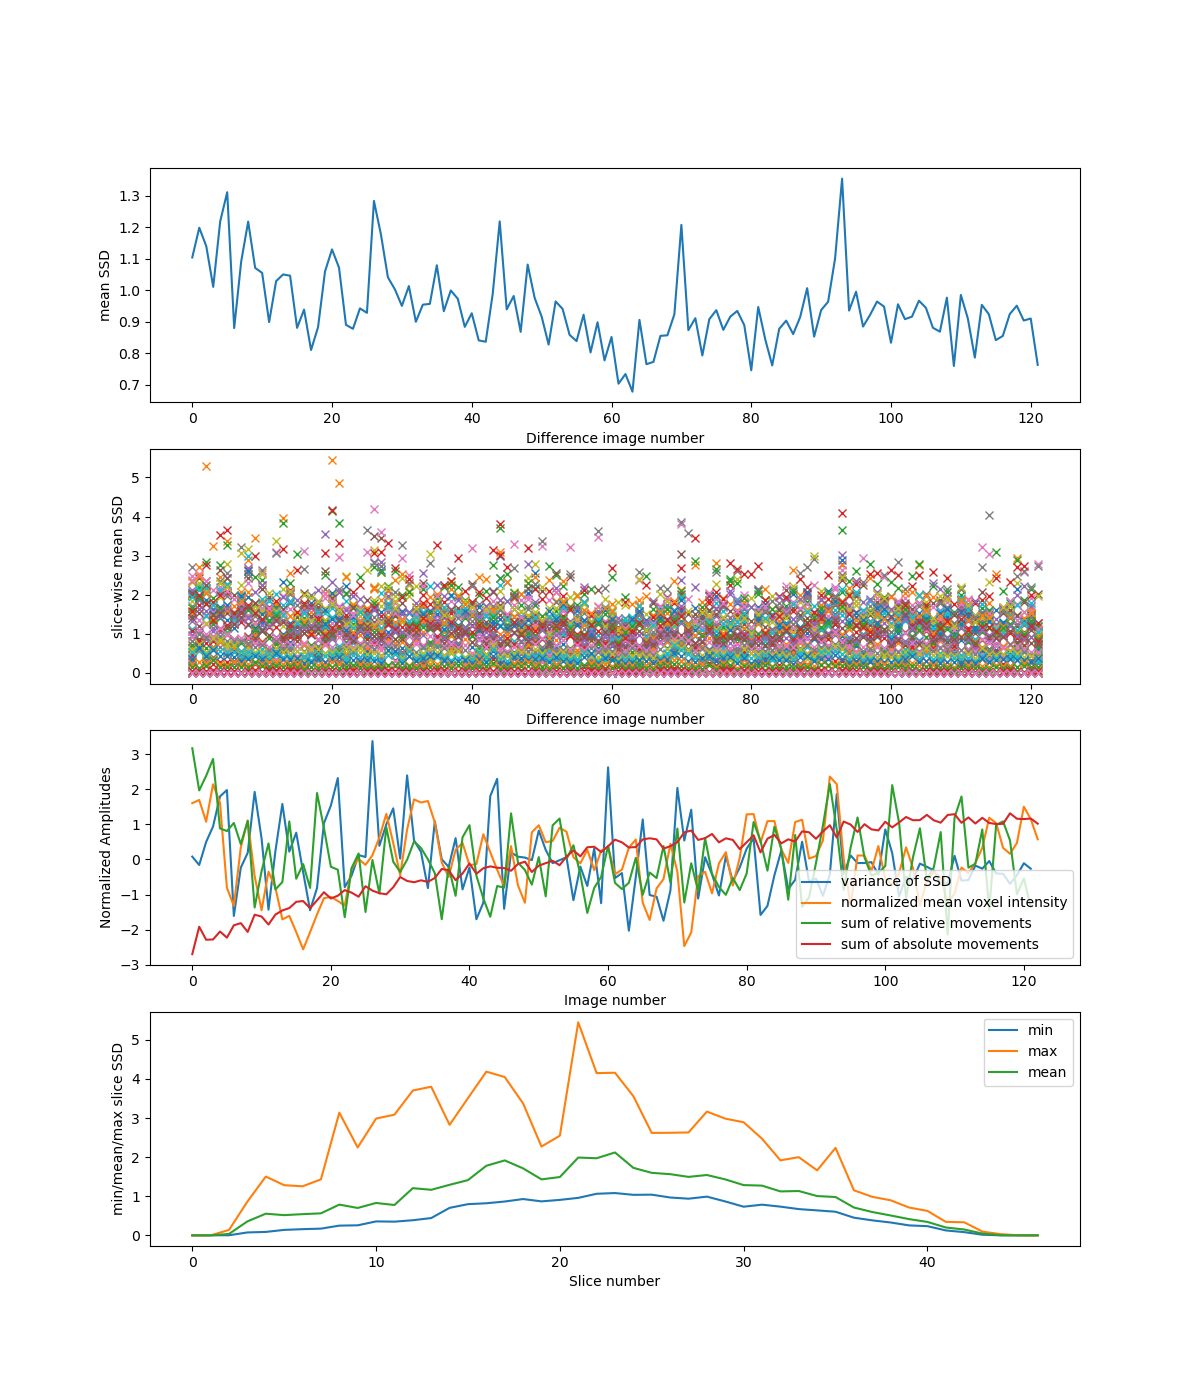 mean SSD
1.3
1.2
1.1
1.0
0.9
0.8
0.7
0 20 40 60 80 100 120
Difference image number
slice-wise mean SSD
5
4
3
2
1
0
0 20 40 60 80 100 120
Difference image number
Normalized Amplitudes
3
2
1
0
−1
−2
−3
variance of SSD
normalized mean voxel intensity
sum of relative movements
sum of absolute movements
0 20 40 60 80 100 120
Image number
min/mean/max slice SSD
5
4
3
2
1
0
min
max
mean
0 10 20 30 40
Slice number